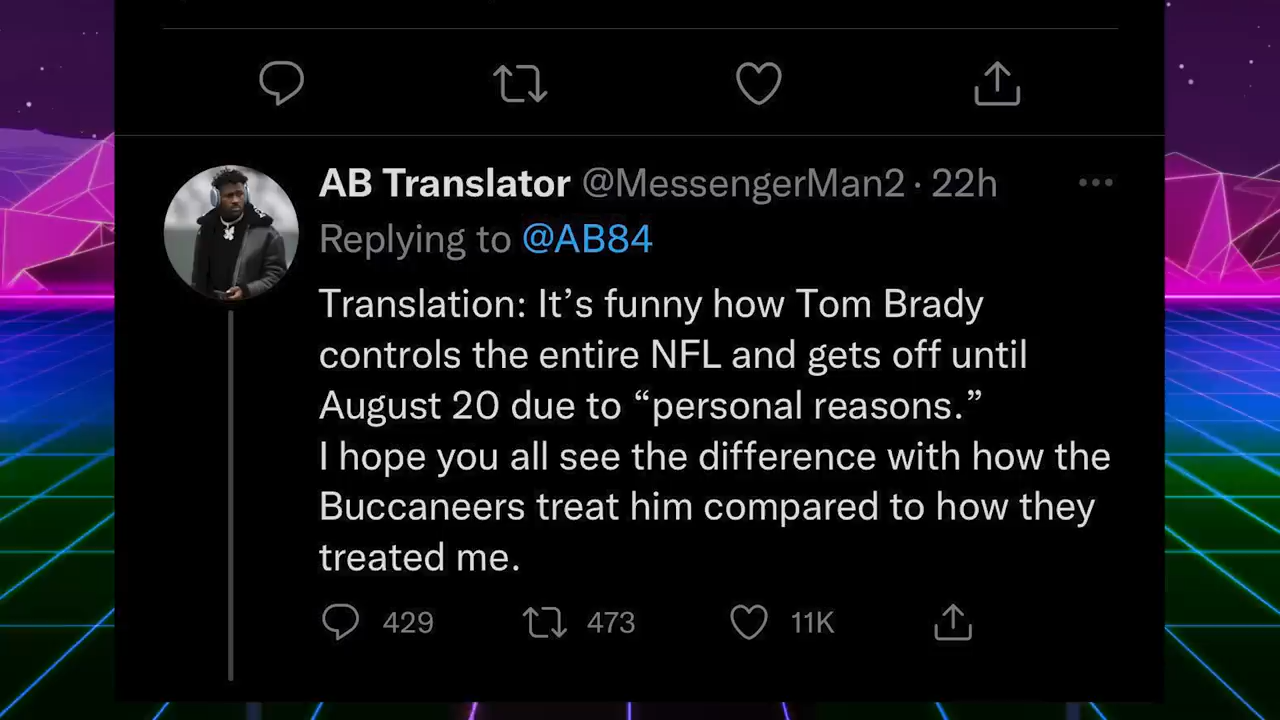 AB Translator @MessengerMan2 · 22h
Replying to @AB84
Translation: It’s funny how Tom Brady
controls the entire NFL and gets off until
August 20 due to “personal reasons.”
I hope you all see the difference with how the
Buccaneers treat him compared to how they
treated me.
429 473 11K